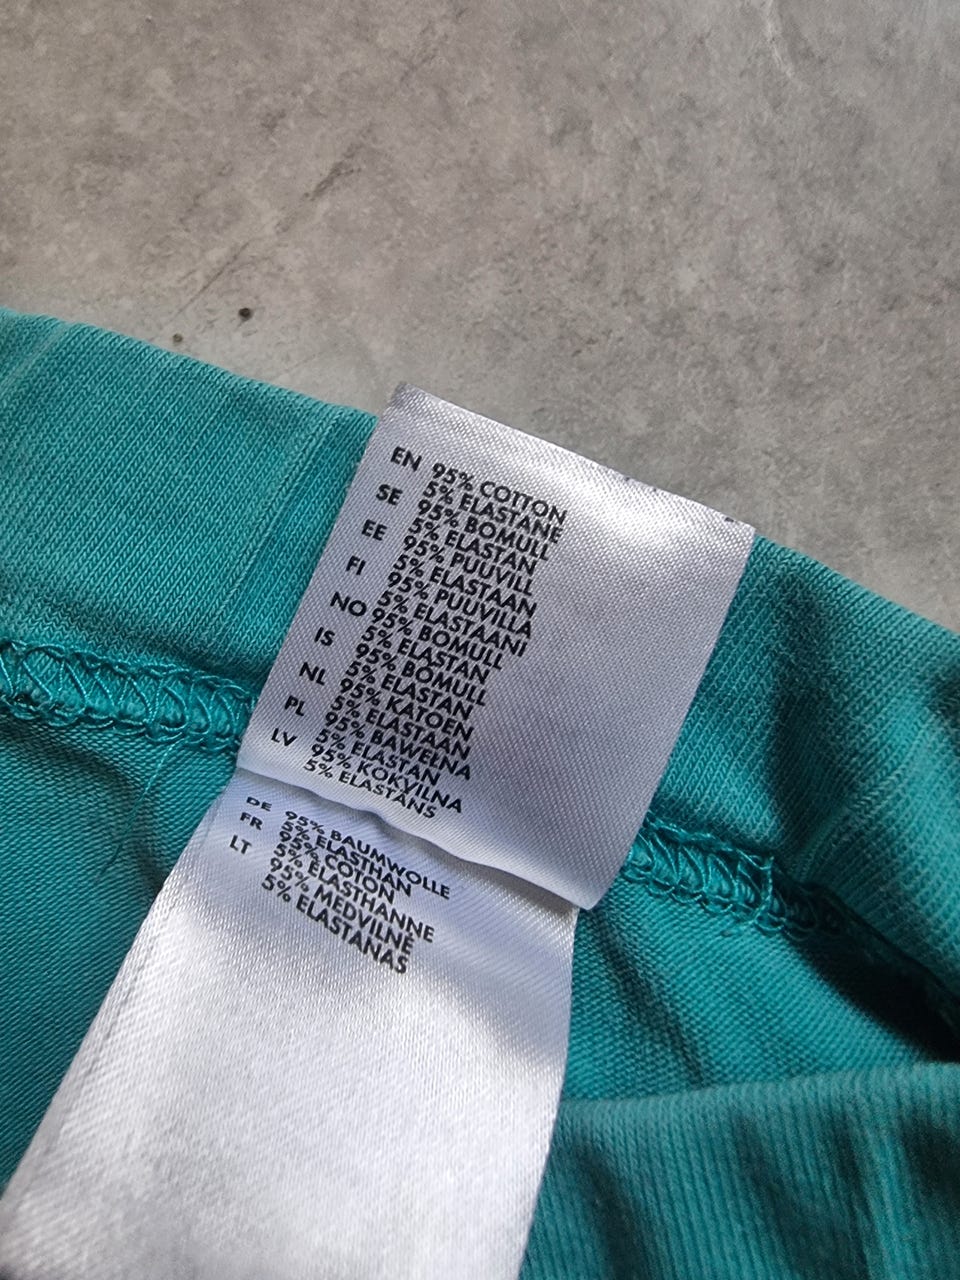 EN 95% COTTON
5% ELASTANE
SE 95% BOMULL
5% ELASTAN
EE 95% PUUVILL
5% ELASTAAN
FI 95% PUUVILLA
5% ELASTAANI
NO 95% BOMULL
5% ELASTAN
IS 95% BOMULL
5% ELASTAN
NL 95% KATOEN
5% ELASTAAN
PL 95% BAWEŁNA
5% ELASTAN
LV 95% KOKVILNA
5% ELASTĀNS
DE 95% BAUMWOLLE
5% ELASTHAN
FR 95% COTON
5% ELASTHANNE
LT 95% MEDVILNĖ
5% ELASTANAS